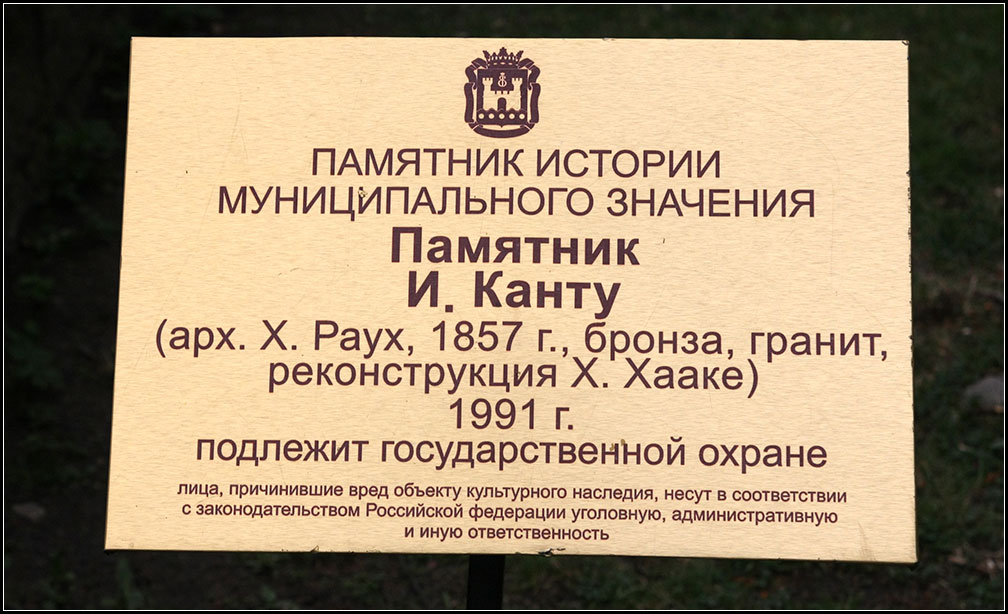 ПАМЯТНИК ИСТОРИИ
МУНИЦИПАЛЬНОГО ЗНАЧЕНИЯ
Памятник
И. Канту
(арх. Х. Раух, 1857 г., бронза, гранит,
реконструкция Х. Хааке)
1991 г.
подлежит государственной охране
лица, причинившие вред объекту культурного наследия, несут в соответствии
с законодательством Российской федерации уголовную, административную
и иную ответственность